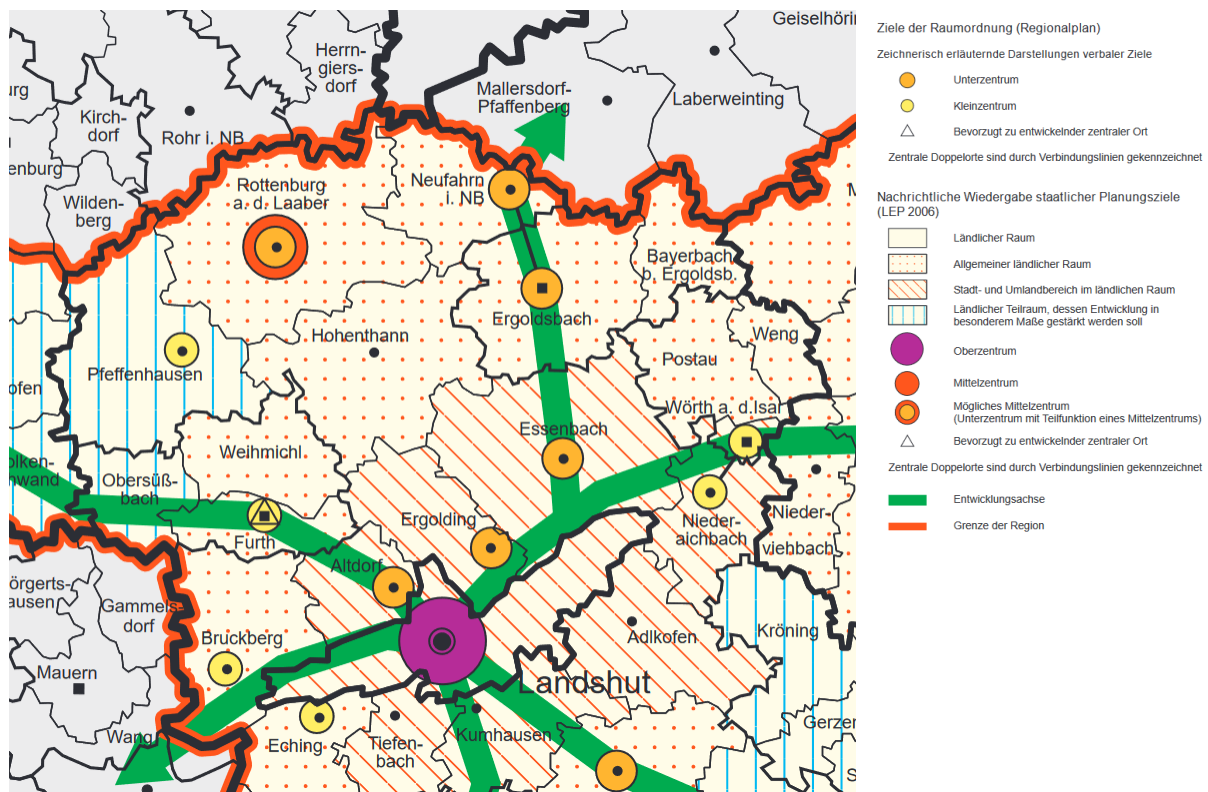 Geiselhörin
Herrn-
giers-
dorf
Mallersdorf-
Pfaffenberg
Laberweinting
urg
Kirch-
dorf
Rohr i. NB
enburg
Wilden-
berg
Rottenburg
a. d. Laaber
Neufahrn
i. NB
Bayerbach
b. Ergoldsb.
Ergoldsbach
Hohenthann
Weng
Postau
Pfeffenhausen
ofen
Wörth a. d.Isar
Essenbach
Weihmichl
olken-
wand
Obersüß-
bach
Ergolding
Nieder-
aichbach
Nieder-
viehbach
Furth
Altdorf
örgerts-
ausen
Gammels-
dorf
Bruckberg
Adlkofen
Kröning
Mauern
Landshut
Wang
Eching
Tiefen-
bach
Kumhausen
Gerzen
S
Ziele der Raumordnung (Regionalplan)
Zeichnerisch erläuternde Darstellungen verbaler Ziele
Unterzentrum
Kleinzentrum
Bevorzugt zu entwickelnder zentraler Ort
Zentrale Doppelorte sind durch Verbindungslinien gekennzeichnet
Nachrichtliche Wiedergabe staatlicher Planungsziele
(LEP 2006)
Ländlicher Raum
Allgemeiner ländlicher Raum
Stadt- und Umlandbereich im ländlichen Raum
Ländlicher Teilraum, dessen Entwicklung in
besonderem Maße gestärkt werden soll
Oberzentrum
Mittelzentrum
Mögliches Mittelzentrum
(Unterzentrum mit Teilfunktion eines Mittelzentrums)
Bevorzugt zu entwickelnder zentraler Ort
Zentrale Doppelorte sind durch Verbindungslinien gekennzeichnet
Entwicklungsachse
Grenze der Region